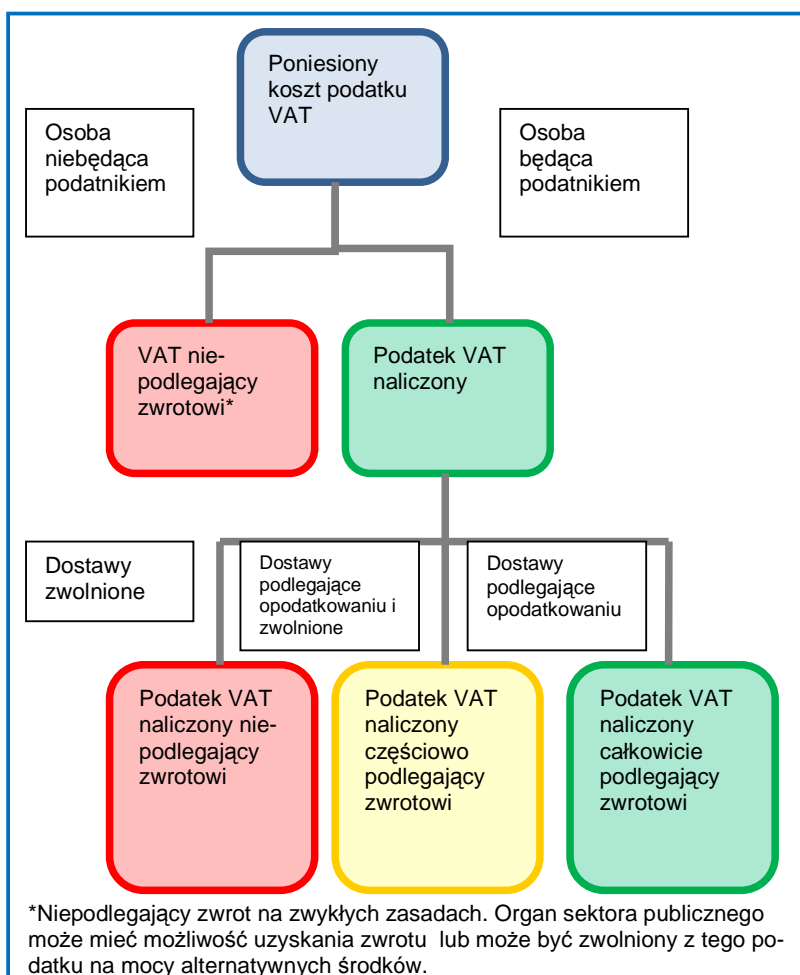 Poniesiony
koszt podatku
VAT
Osoba
niebędąca
podatnikiem
Osoba
będąca
podatnikiem
VAT nie-
podlegający
zwrotowi*
Podatek VAT
naliczony
Dostawy
zwolnione
Dostawy
podlegające
opodatkowaniu i
zwolnione
Dostawy
podlegające
opodatkowaniu
Podatek VAT
naliczony nie-
podlegający
zwrotowi
Podatek VAT
naliczony
częściowo
podlegający
zwrotowi
Podatek VAT
naliczony
całkowicie
podlegający
zwrotowi
*Niepodlegający zwrot na zwykłych zasadach. Organ sektora publicznego
może mieć możliwość uzyskania zwrotu lub może być zwolniony z tego po-
datku na mocy alternatywnych środków.